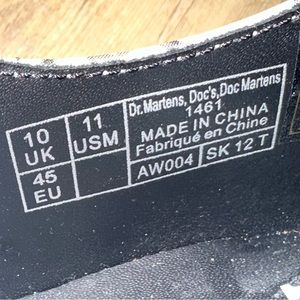 10
UK
11
USM
45
EU
Dr. Martens, Doc's, Doc Martens
1461
MADE IN CHINA
Fabriqué en Chine
AW004
SK 12 T